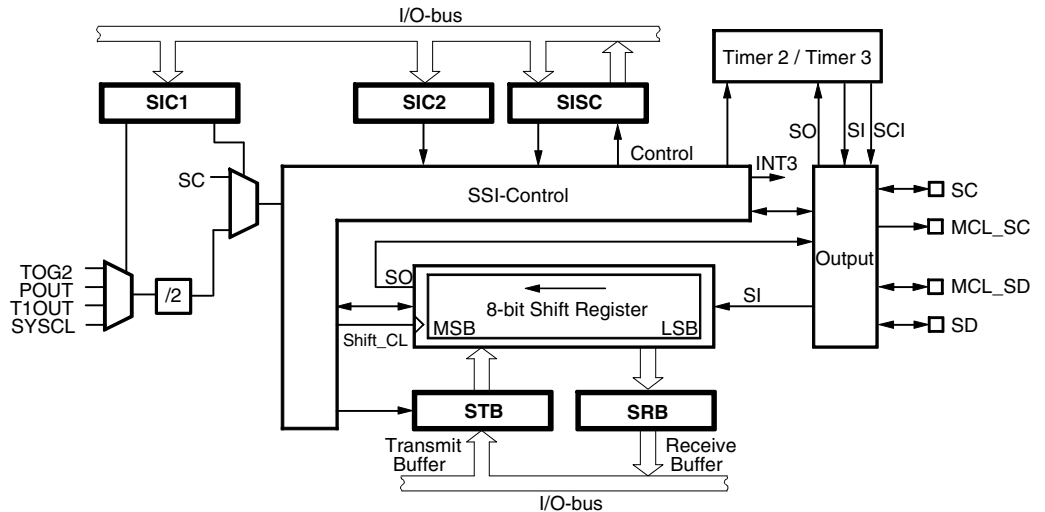 I/O-bus
SIC1
SIC2
SISC
Timer 2 / Timer 3
SO
SI
SCI
Control
INT3
SC
SSI-Control
SC
MCL_SC
Output
MCL_SD
SD
TOG2
POUT
T1OUT
SYSCL
/2
SO
SI
8-bit Shift Register
MSB
LSB
Shift_CL
STB
SRB
Transmit
Buffer
Receive
Buffer
I/O-bus